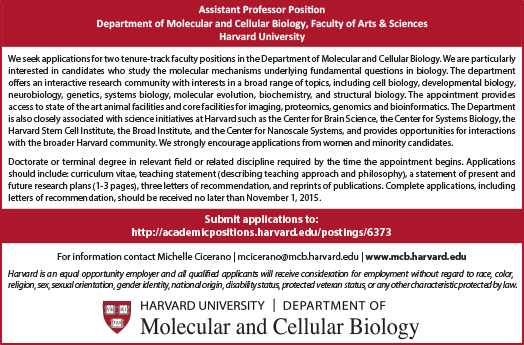 Assistant Professor Position
Department of Molecular and Cellular Biology, Faculty of Arts & Sciences
Harvard University
We seek applications for two tenure-track faculty positions in the Department of Molecular and Cellular Biology. We are particularly
interested in candidates who study the molecular mechanisms underlying fundamental questions in biology. The department
offers an interactive research community with interests in a broad range of topics, including cell biology, developmental biology,
neurobiology, genetics, systems biology, molecular evolution, biochemistry, and structural biology. The appointment provides
access to state of the art animal facilities and core facilities for imaging, proteomics, genomics and bioinformatics. The Department
is also closely associated with science initiatives at Harvard such as the Center for Brain Science, the Center for Systems Biology, the
Harvard Stem Cell Institute, the Broad Institute, and the Center for Nanoscale Systems, and provides opportunities for interactions
with the broader Harvard community. We strongly encourage applications from women and minority candidates.
Doctorate or terminal degree in relevant field or related discipline required by the time the appointment begins. Applications
should include: curriculum vitae, teaching statement (describing teaching approach and philosophy), a statement of present and
future research plans (1-3 pages), three letters of recommendation, and reprints of publications. Complete applications, including
letters of recommendation, should be received no later than November 1, 2015.
Submit applications to:
http://academicpositions.harvard.edu/postings/6373
For information contact Michelle Cicerano | mcicerano@mcb.harvard.edu | www.mcb.harvard.edu
Harvard is an equal opportunity employer and all qualified applicants will receive consideration for employment without regard to race, color,
religion, sex, sexual orientation, gender identity, national origin, disability status, protected veteran status, or any other characteristic protected by law.
HARVARD UNIVERSITY | DEPARTMENT OF
Molecular and Cellular Biology